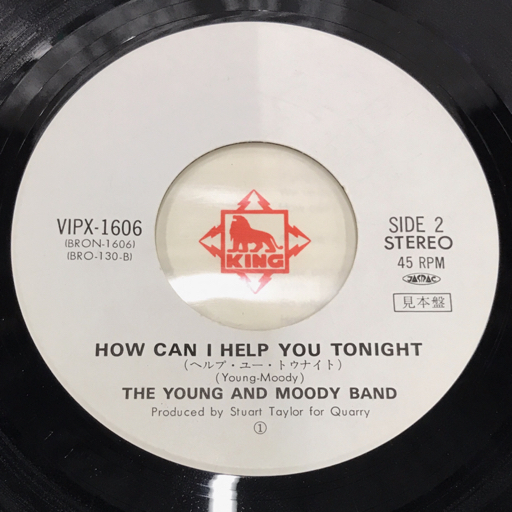 VIPX-1606
(BRON-1606)
(BRO-130-B)
KING
SIDE 2
STEREO
45 RPM
JASRAC
見本盤
HOW CAN I HELP YOU TONIGHT
(ヘルプ・ユー・トゥナイト)
(Young-Moody)
THE YOUNG AND MOODY BAND
Produced by Stuart Taylor for Quarry
①